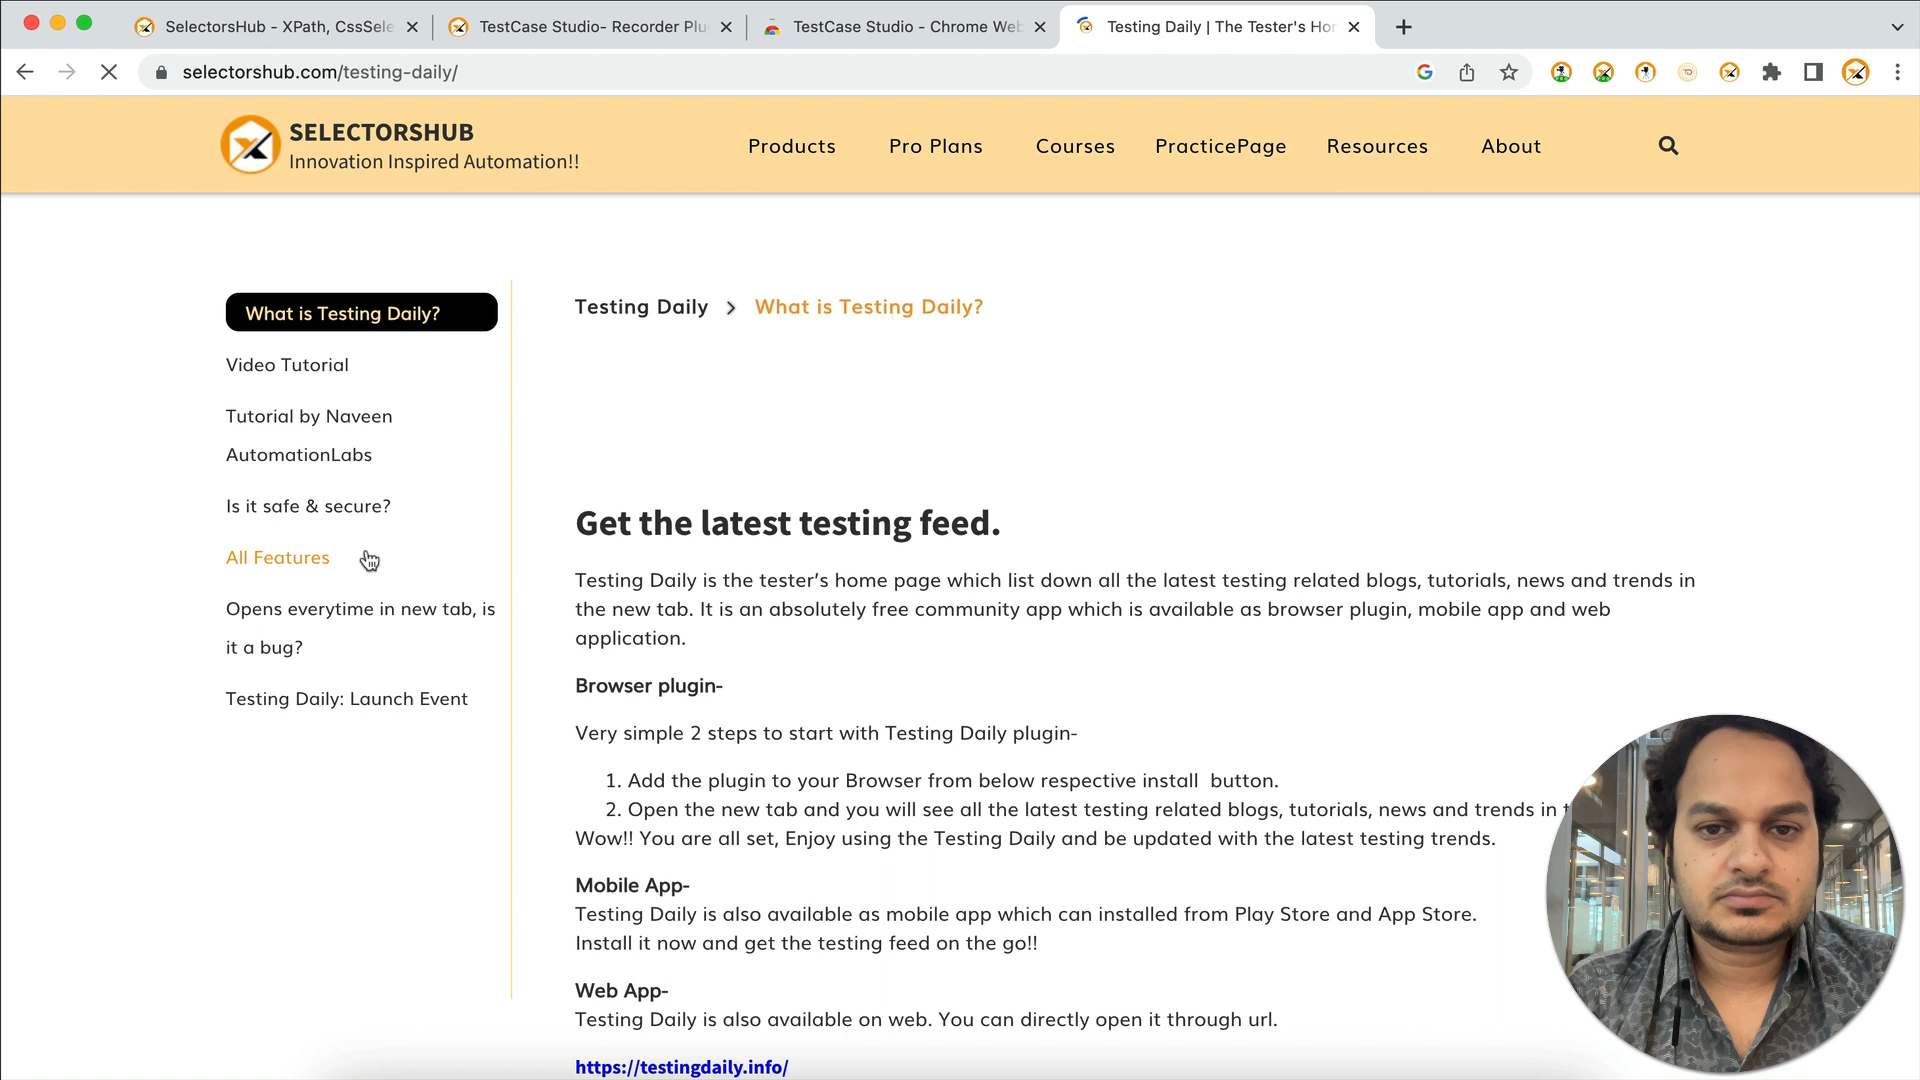 SelectorsHub - XPath, CssSele
TestCase Studio- Recorder Plu
TestCase Studio - Chrome Web
Testing Daily | The Tester's Hor
selectorshub.com/testing-daily/
SELECTORSHUB
Innovation Inspired Automation!!
Products
Pro Plans
Courses
PracticePage
Resources
About
What is Testing Daily?
Video Tutorial
Tutorial by Naveen
AutomationLabs
Is it safe & secure?
All Features
Opens everytime in new tab, is
it a bug?
Testing Daily: Launch Event
Testing Daily > What is Testing Daily?
Get the latest testing feed.
Testing Daily is the tester’s home page which list down all the latest testing related blogs, tutorials, news and trends in
the new tab. It is an absolutely free community app which is available as browser plugin, mobile app and web
application.
Browser plugin-
Very simple 2 steps to start with Testing Daily plugin-
1. Add the plugin to your Browser from below respective install button.
2. Open the new tab and you will see all the latest testing related blogs, tutorials, news and trends in
Wow!! You are all set, Enjoy using the Testing Daily and be updated with the latest testing trends.
Mobile App-
Testing Daily is also available as mobile app which can installed from Play Store and App Store.
Install it now and get the testing feed on the go!!
Web App-
Testing Daily is also available on web. You can directly open it through url.
https://testingdaily.info/